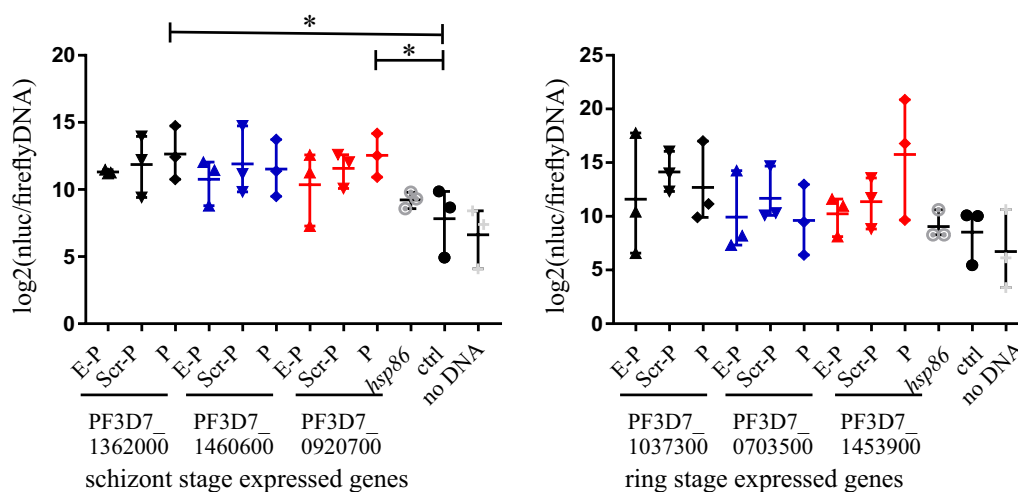 *
*
log2(nluc/fireflyDNA)
20
15
10
5
0
E-P
Scr-P
P
E-P
Scr-P
P
E-P
Scr-P
P
hsp86
ctrl
no DNA
PF3D7_
1362000
PF3D7_
1460600
PF3D7_
0920700
schizont stage expressed genes
log2(nluc/fireflyDNA)
25
20
15
10
5
0
E-P
Scr-P
P
E-P
Scr-P
P
E-P
Scr-P
P
hsp86
ctrl
no DNA
PF3D7_
1037300
PF3D7_
0703500
PF3D7_
1453900
ring stage expressed genes